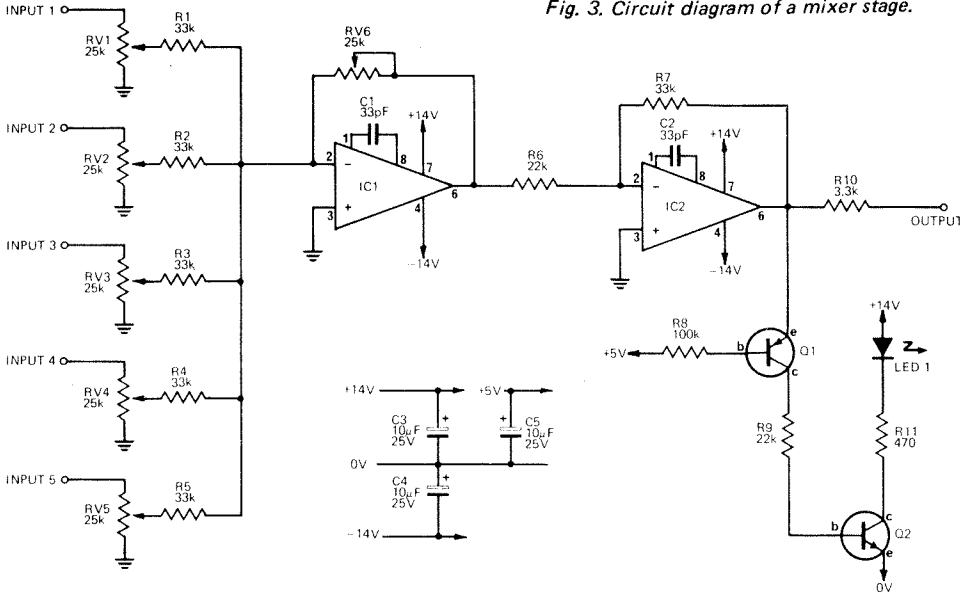 Fig. 3. Circuit diagram of a mixer stage.
INPUT 1
RV1
25k
R1
33k
INPUT 2
RV2
25k
R2
33k
INPUT 3
RV3
25k
R3
33k
INPUT 4
RV4
25k
R4
33k
INPUT 5
RV5
25k
R5
33k
RV6
25k
C1
33pF
+14V
1
8
2
−
7
IC1
6
3
+
4
−14V
R6
22k
R7
33k
C2
33pF
+14V
1
8
2
−
7
IC2
6
3
+
4
−14V
R10
3.3k
OUTPUT
+5V
R8
100k
b
e
Q1
c
+14V
LED 1
R9
22k
R11
470
b
c
Q2
e
0V
+14V
+5V
C3
10µF
25V
+
C5
10µF
25V
+
0V
C4
10µF
25V
+
−14V